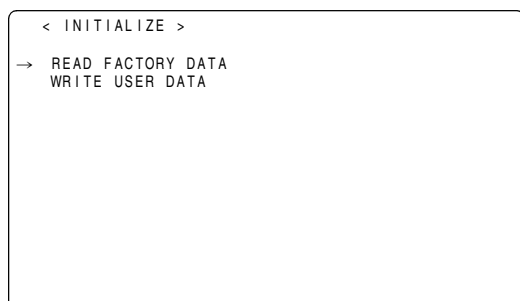 < INITIALIZE >
→ READ FACTORY DATA
WRITE USER DATA